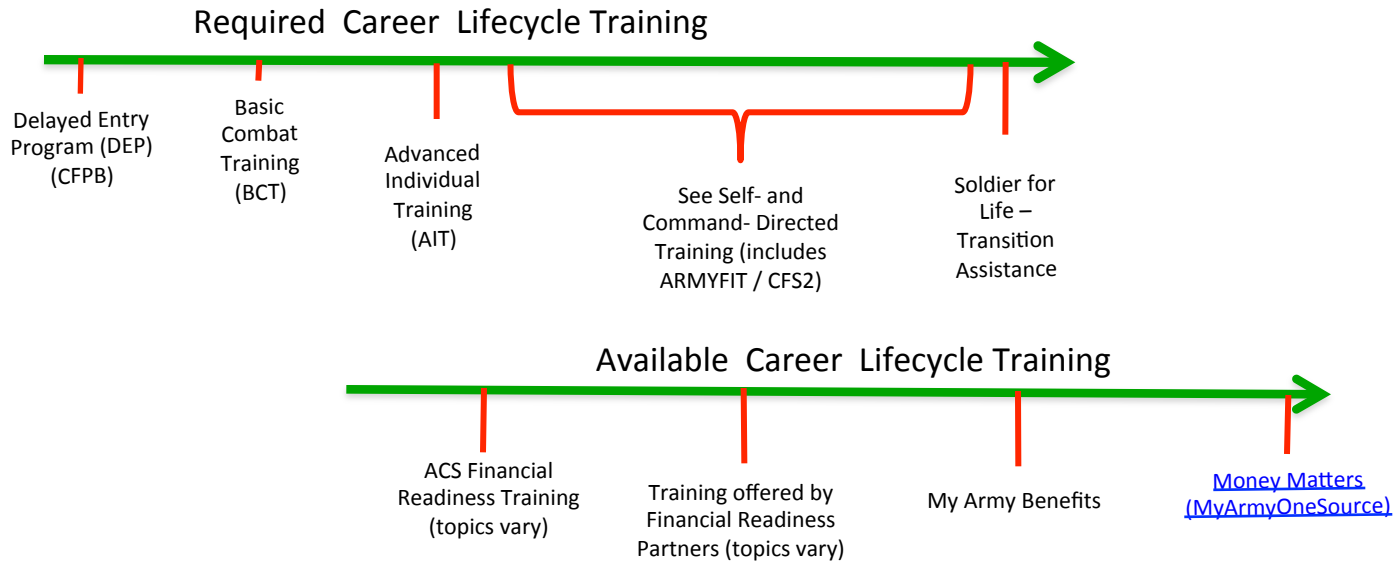 Required Career Lifecycle Training
Delayed Entry
Program (DEP)
(CFPB)
Basic
Combat
Training
(BCT)
Advanced
Individual
Training
(AIT)
See Self- and
Command- Directed
Training (includes
ARMYFIT / CFS2)
Soldier for
Life –
Transition
Assistance
Available Career Lifecycle Training
ACS Financial
Readiness Training
(topics vary)
Training offered by
Financial Readiness
Partners (topics vary)
My Army Benefits
Money Matters
(MyArmyOneSource)